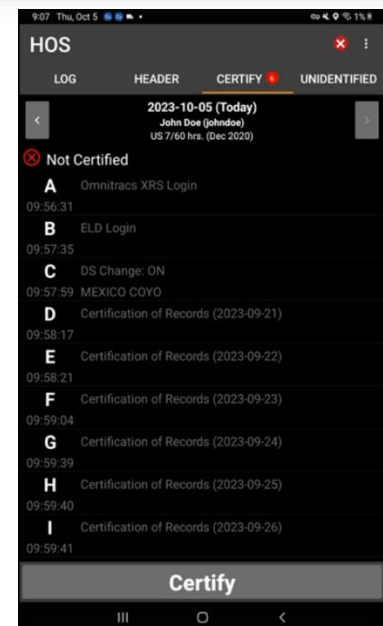 9:07 Thu, Oct 5
51%
HOS
LOG HEADER CERTIFY 6 UNIDENTIFIED
2023-10-05 (Today)
John Doe (johndoe)
US 7/60 hrs. (Dec 2020)
Not Certified
A Omnitracs XRS Login
09:56:31
B ELD Login
09:57:35
C DS Change: ON
09:57:59 MEXICO COYO
D Certification of Records (2023-09-21)
09:58:17
E Certification of Records (2023-09-22)
09:58:21
F Certification of Records (2023-09-23)
09:59:04
G Certification of Records (2023-09-24)
09:59:39
H Certification of Records (2023-09-25)
09:59:40
I Certification of Records (2023-09-26)
09:59:41
Certify